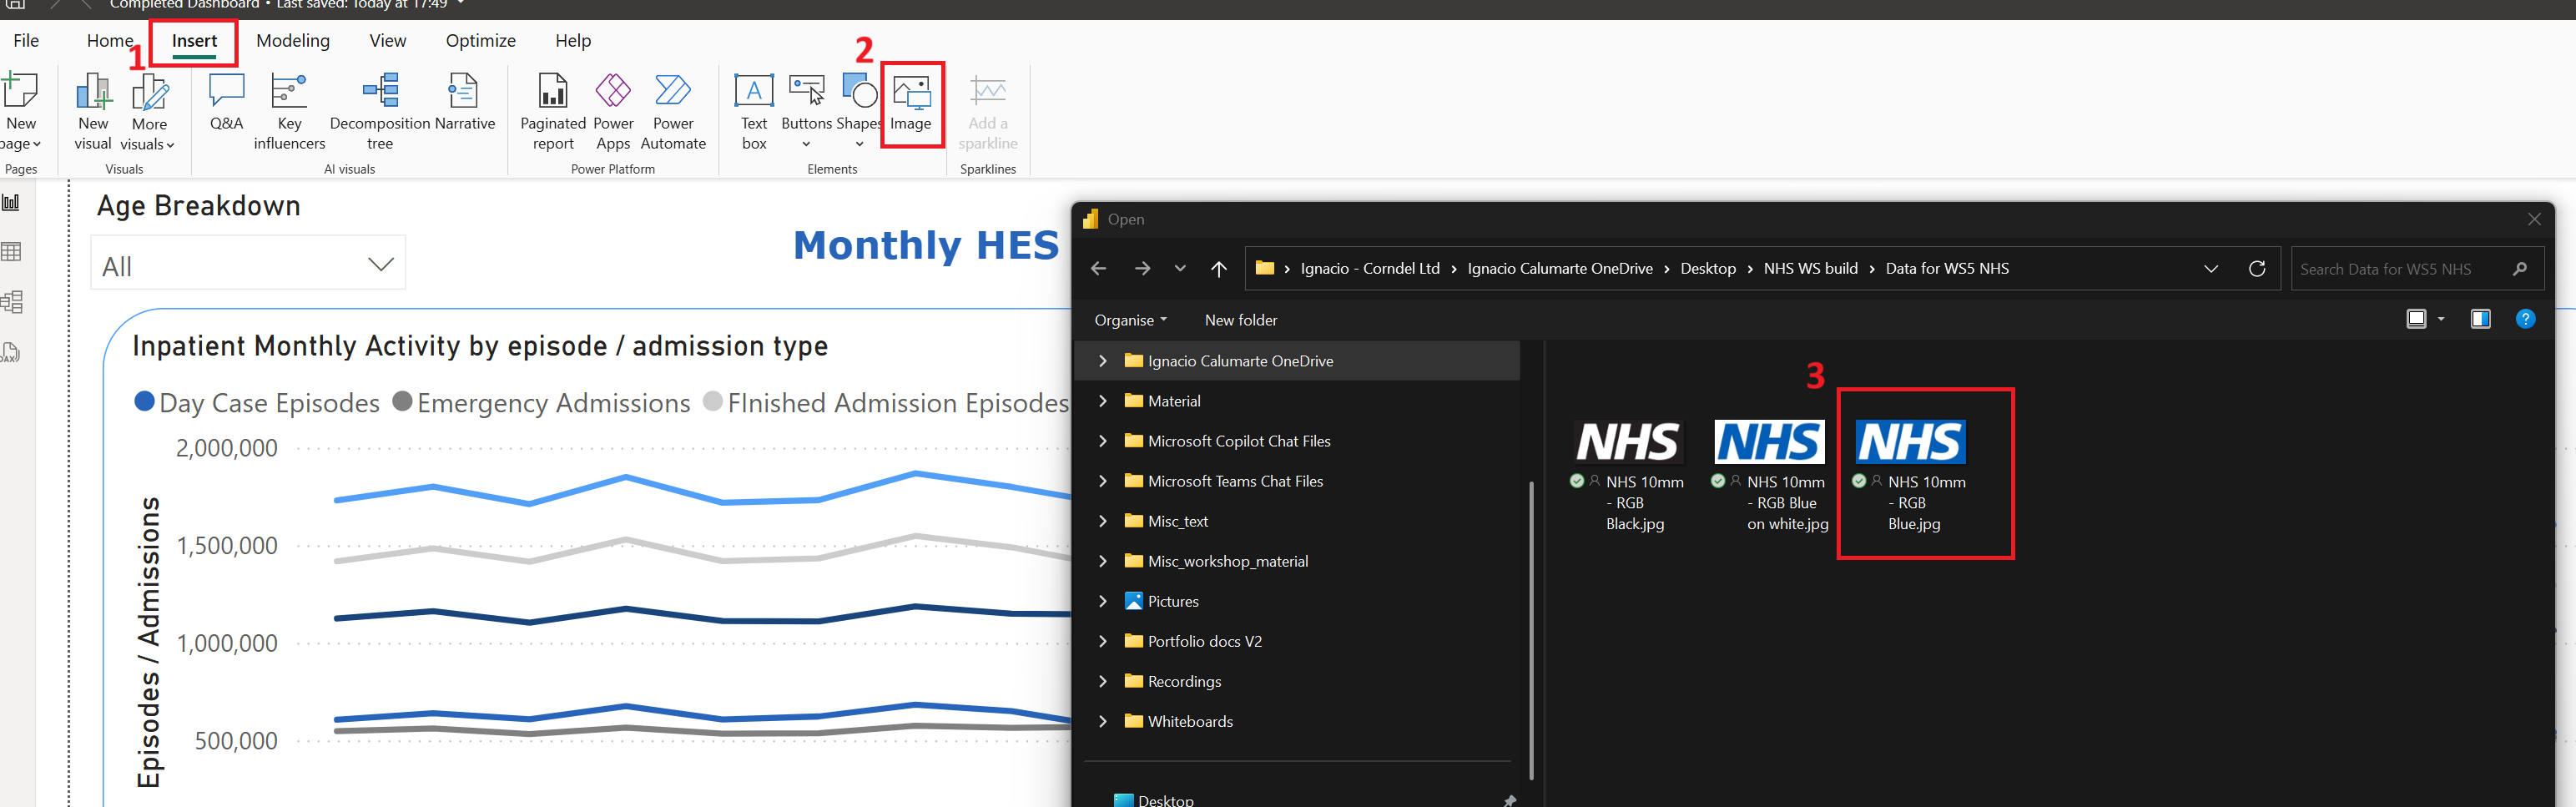 Completed Dashboard • Last saved: Today at 17:49
File Home Insert Modeling View Optimize Help
1
2
New page
New visual
More visuals
Q&A
Key influencers
Decomposition tree
Narrative
Paginated report
Power Apps
Power Automate
Text box
Buttons
Shapes
Image
Add a sparkline
Pages
Visuals
AI visuals
Power Platform
Elements
Sparklines
Age Breakdown
All
Monthly HES
Inpatient Monthly Activity by episode / admission type
Day Case Episodes Emergency Admissions FInished Admission Episodes
Episodes / Admissions
2,000,000
1,500,000
1,000,000
500,000
Open
Ignacio - Corndel Ltd › Ignacio Calumarte OneDrive › Desktop › NHS WS build › Data for WS5 NHS
Search Data for WS5 NHS
Organise New folder
Ignacio Calumarte OneDrive
Material
Microsoft Copilot Chat Files
Microsoft Teams Chat Files
Misc_text
Misc_workshop_material
Pictures
Portfolio docs V2
Recordings
Whiteboards
Desktop
3
NHS
NHS 10mm
- RGB
Black.jpg
NHS
NHS 10mm
- RGB Blue
on white.jpg
NHS
NHS 10mm
- RGB
Blue.jpg